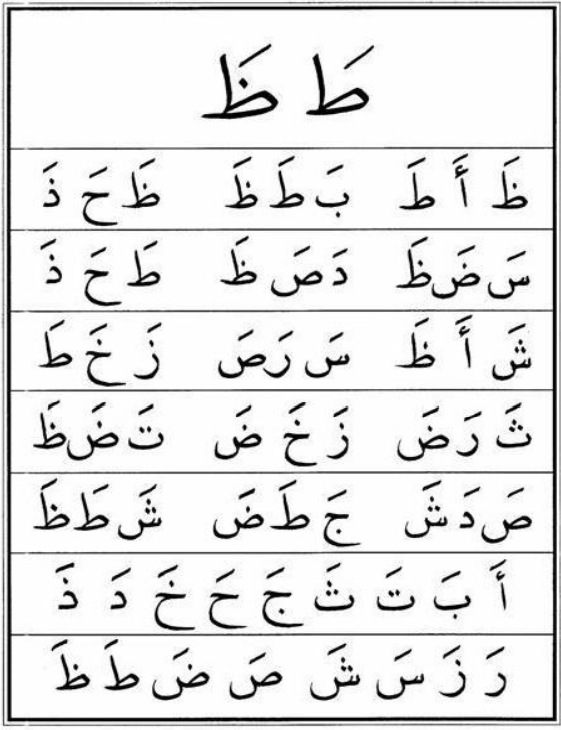 طَ ظَ
ظَ أَ طَ بَ طَ ظَ ظَ حَ ذَ
سَ ضَ ظَ دَ صَ ظَ طَ حَ ذَ
شَ أَ ظَ سَ رَ صَ زَ خَ طَ
ثَ رَ ضَ زَ خَ ضَ تَ ضَ ظَ
صَ دَ شَ جَ طَ ضَ شَ طَ ظَ
أَ بَ تَ ثَ جَ حَ خَ دَ ذَ
رَ زَ سَ شَ صَ ضَ طَ ظَ